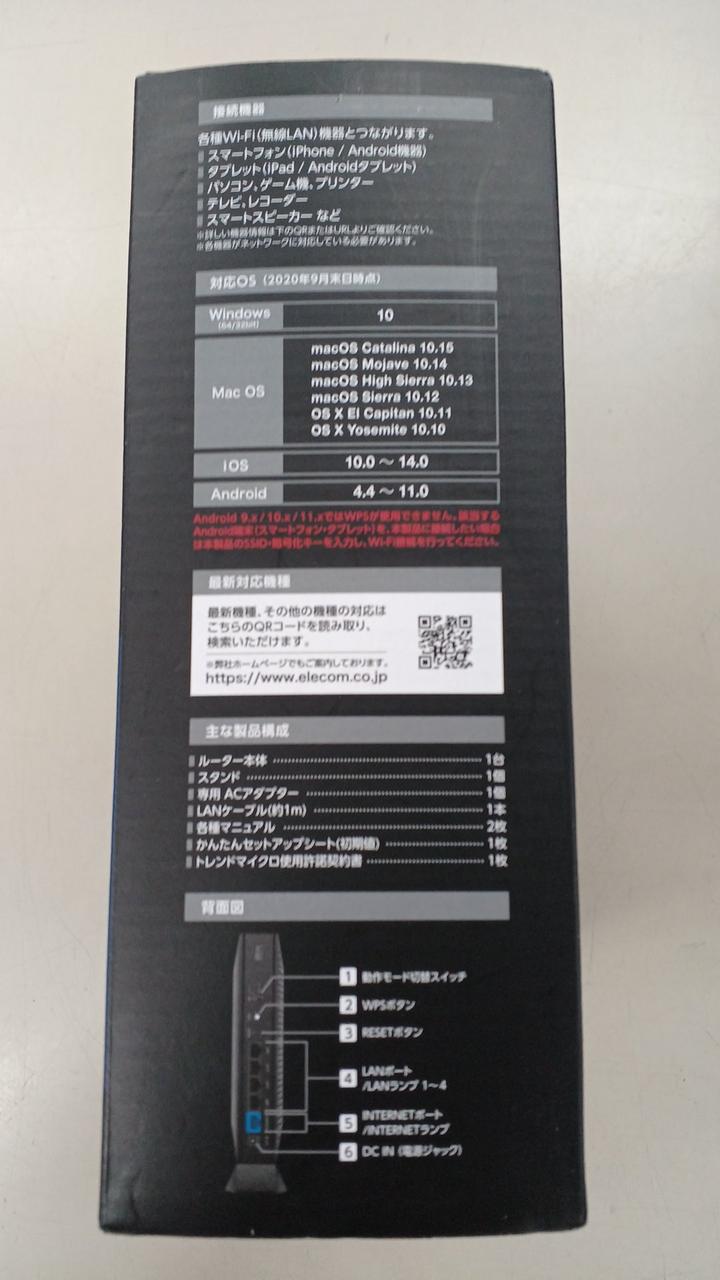 接続機器
各種Wi-Fi(無線LAN)機器とつながります。
スマートフォン(iPhone / Android機器)
タブレット(iPad / Androidタブレット)
パソコン、ゲーム機、プリンター
テレビ、レコーダー
スマートスピーカー など
※詳しい機器情報は下のQRまたはURLよりご確認ください。
※各機器がネットワークに対応している必要があります。
対応OS (2020年9月末日時点)
Windows 10
(64/32bit)
Mac OS
macOS Catalina 10.15
macOS Mojave 10.14
macOS High Sierra 10.13
macOS Sierra 10.12
OS X El Capitan 10.11
OS X Yosemite 10.10
iOS 10.0 ～ 14.0
Android 4.4 ～ 11.0
Android 9.x / 10.x / 11.xではWPSが使用できません。該当する
Android端末(スマートフォン・タブレット)を、本製品に接続したい場合
は本製品のSSID・暗号化キーを入力し、Wi-Fi接続を行ってください。
最新対応機種
最新機種、その他の機種の対応は
こちらのQRコードを読み取り、
検索いただけます。
※弊社ホームページでもご案内しております。
https://www.elecom.co.jp
主な製品構成
ルーター本体 1台
スタンド 1個
専用 ACアダプター 1個
LANケーブル(約1m) 1本
各種マニュアル 2枚
かんたんセットアップシート(初期値) 1枚
トレンドマイクロ使用許諾契約書 1枚
背面図
1 動作モード切替スイッチ
2 WPSボタン
3 RESETボタン
4 LANポート
/LANランプ 1～4
5 INTERNETポート
/INTERNETランプ
6 DC IN (電源ジャック)